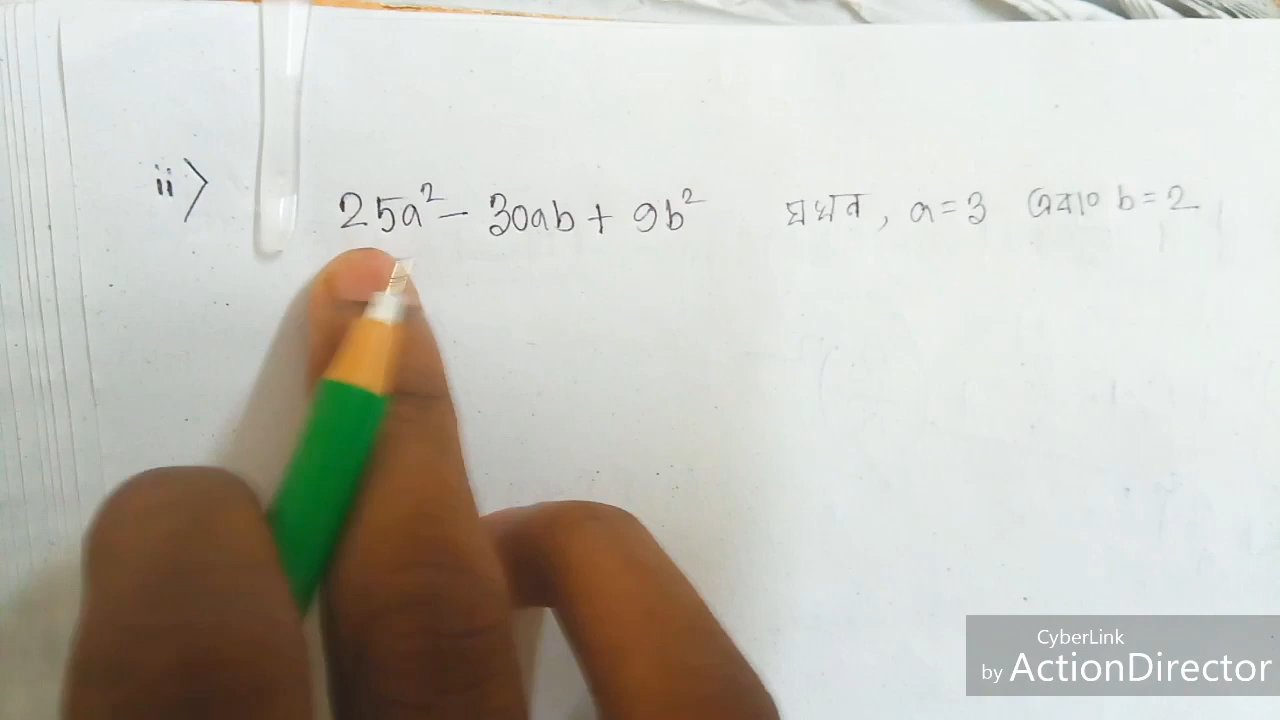 ii> 25a² - 30ab + 9b² যখন, a=3 এবং b=2
CyberLink
by ActionDirector